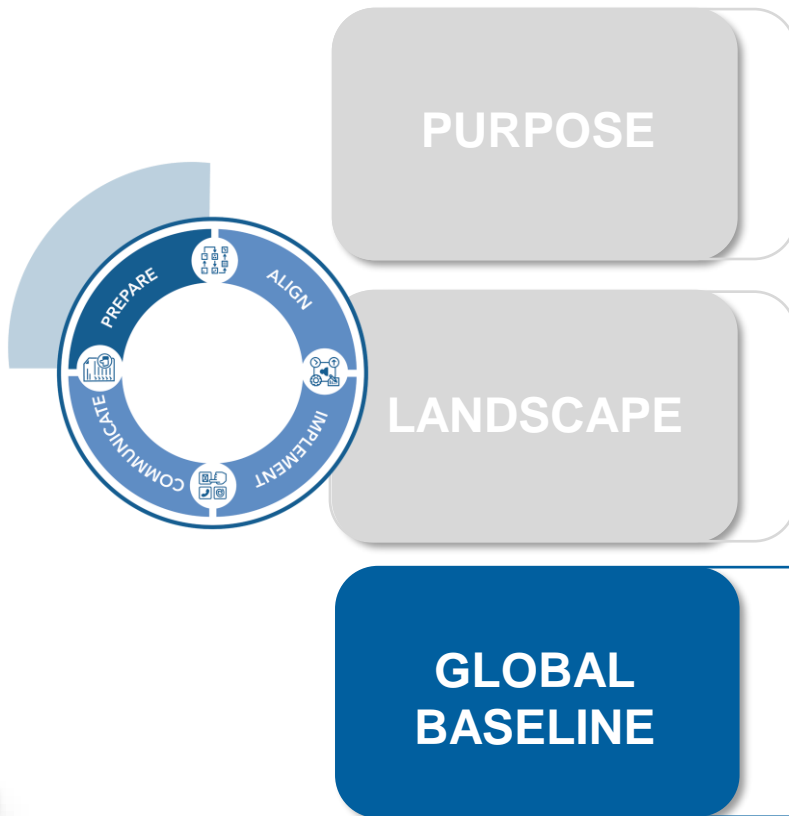 PURPOSE
PREPARE
ALIGN
LANDSCAPE
COMMUNICATE
IMPLEMENT
GLOBAL
BASELINE